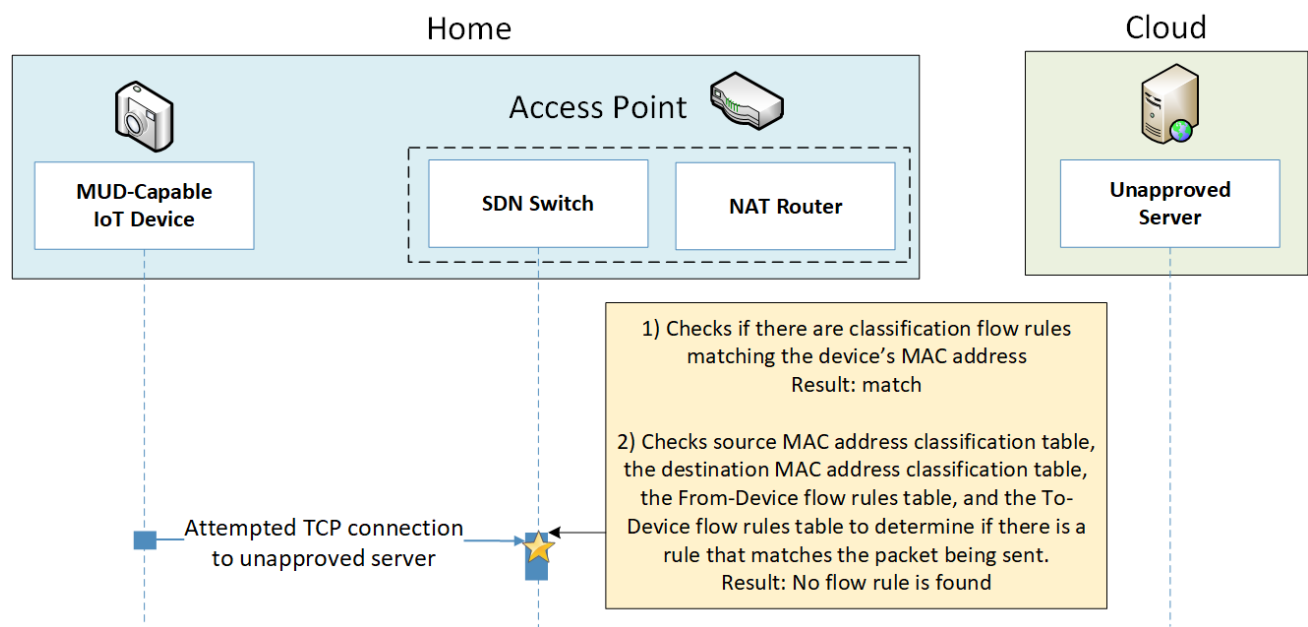 Home
Cloud
Access Point
MUD-Capable
IoT Device
SDN Switch
NAT Router
Unapproved
Server
1) Checks if there are classification flow rules
matching the device’s MAC address
Result: match
2) Checks source MAC address classification table,
the destination MAC address classification table,
the From-Device flow rules table, and the To-
Device flow rules table to determine if there is a
rule that matches the packet being sent.
Result: No flow rule is found
Attempted TCP connection
to unapproved server